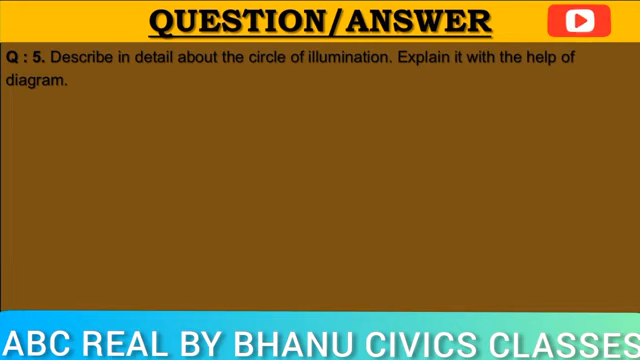 QUESTION/ANSWER
Q : 5. Describe in detail about the circle of illumination. Explain it with the help of
diagram.
ABC REAL BY BHANU CIVICS CLASSES